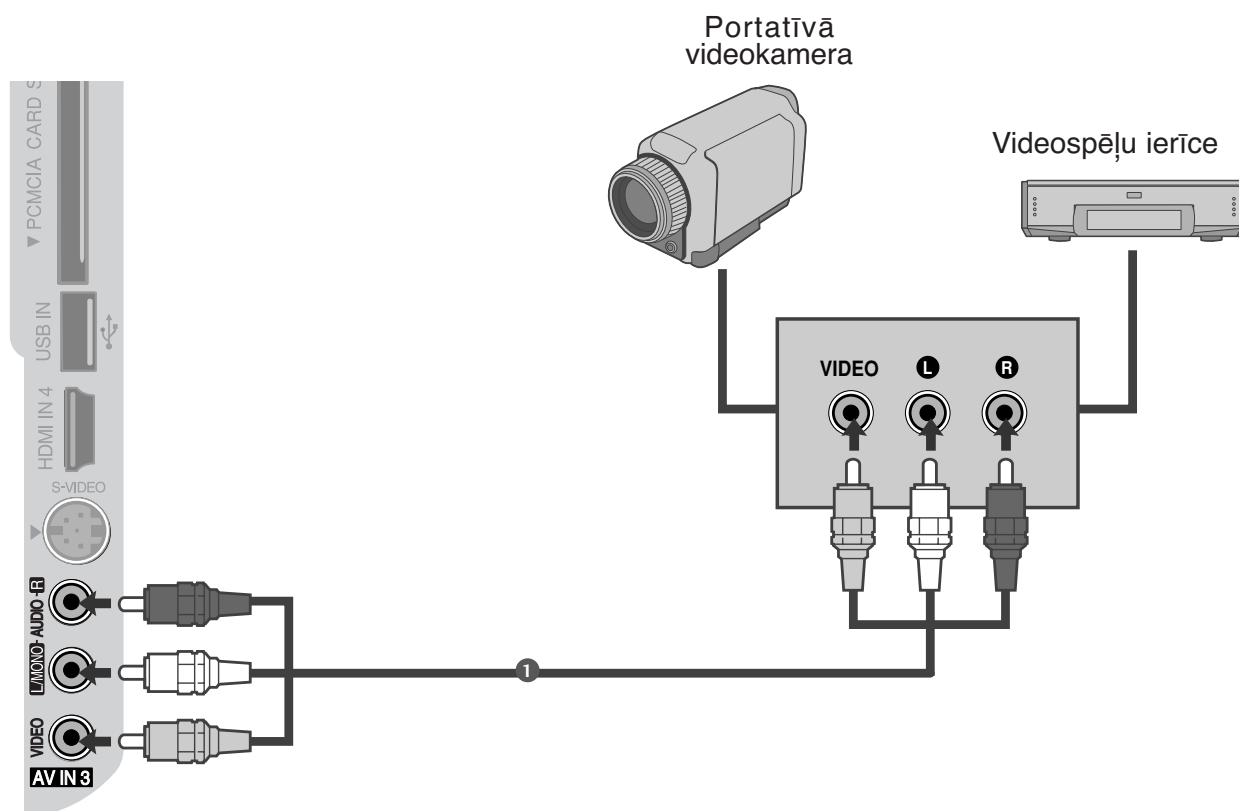 Portatīvā
videokamera
Videospēļu ierīce
VIDEO L R
PCMCIA CARD
USB IN
HDMI IN 4
S-VIDEO
L/MONO - AUDIO - R
VIDEO
AV IN 3
1